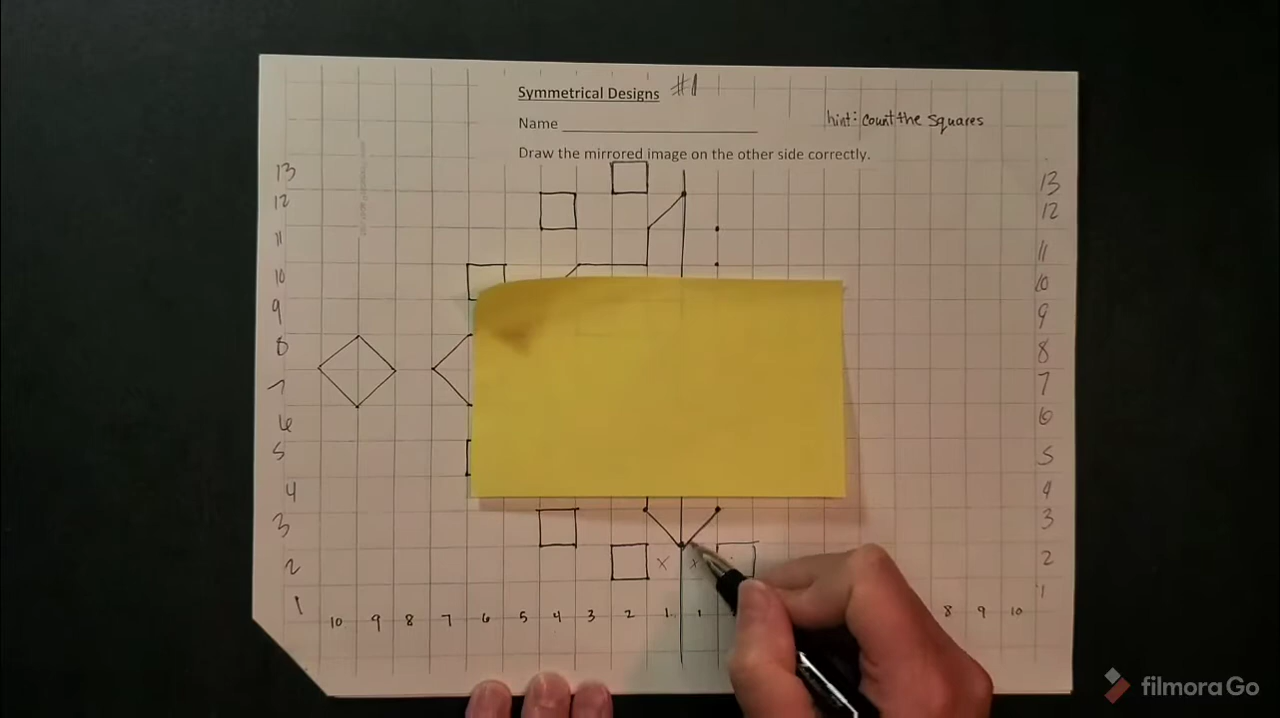 Symmetrical Designs #1
Name
hint: count the squares
Draw the mirrored image on the other side correctly.
13 13
12 12
11 11
10 10
9 9
8 8
7 7
6 6
5 5
4 4
3 3
x x
2 2
1 1
10 9 8 7 6 5 4 3 2 1 1 8 9 10
filmora Go